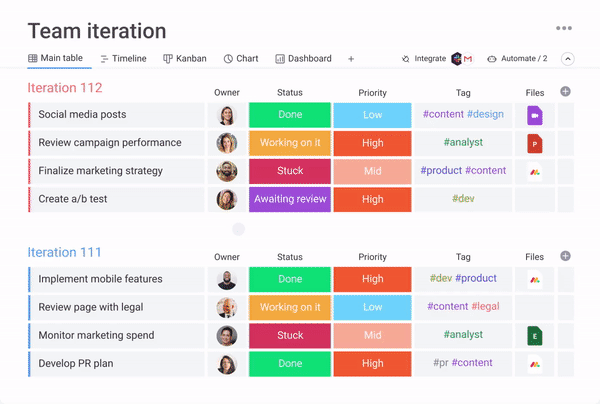 Team iteration
Main table Timeline Kanban Chart Dashboard + Integrate M Automate / 2
Iteration 112 Owner Status Priority Tag Files
Social media posts Done Low #content #design
Review campaign performance Working on it High #analyst P
Finalize marketing strategy Stuck Mid #product #content
Create a/b test Awaiting review High #dev
Iteration 111 Owner Status Priority Tag Files
Implement mobile features Done High #dev #product
Review page with legal Working on it Low #content #legal
Monitor marketing spend Stuck Mid #analyst E
Develop PR plan Done High #pr #content